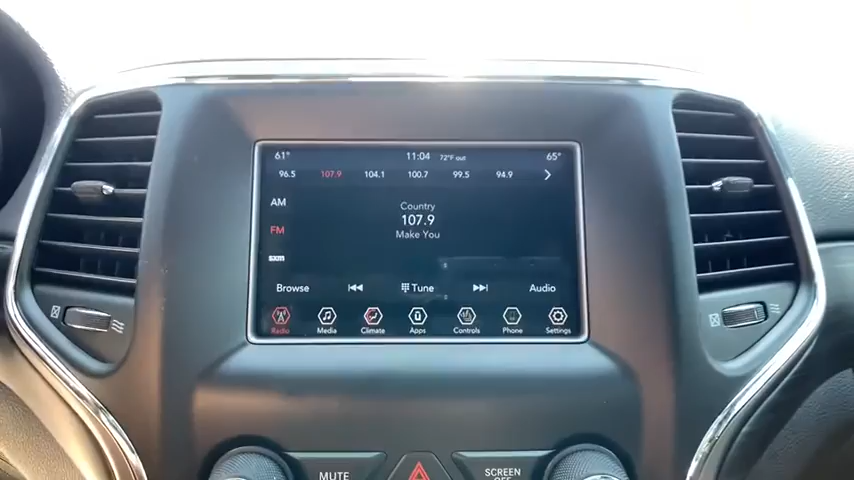 61° 11:04 72°F out 65°
96.5 107.9 104.1 100.7 99.5 94.9
AM
Country
FM
107.9
Make You
sxm
Browse Tune Audio
Radio Media Climate Apps Controls Phone Settings
MUTE
SCREEN
OFF